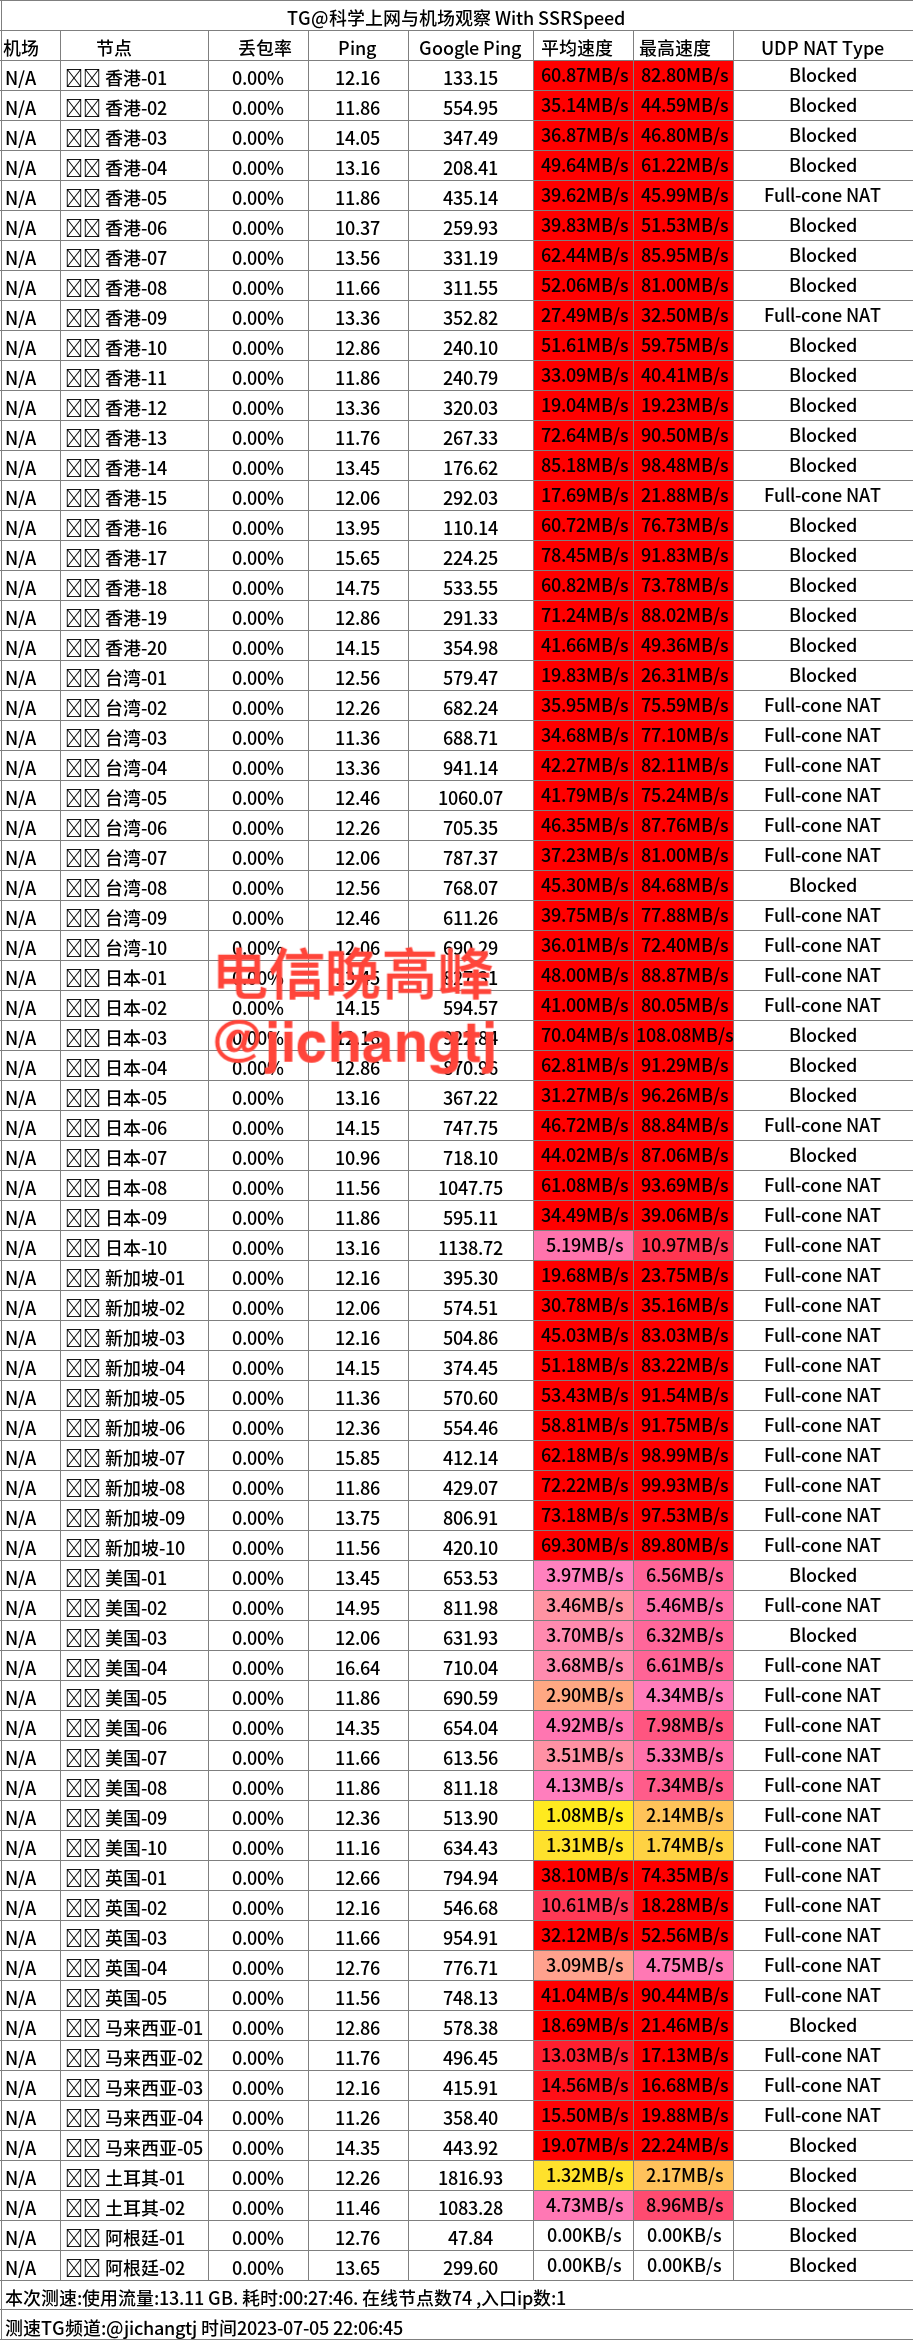 TG@科学上网与机场观察 With SSRSpeed
机场 节点 丢包率 Ping Google Ping 平均速度 最高速度 UDP NAT Type
N/A 香港-01 0.00% 12.16 133.15 60.87MB/s 82.80MB/s Blocked
N/A 香港-02 0.00% 11.86 554.95 35.14MB/s 44.59MB/s Blocked
N/A 香港-03 0.00% 14.05 347.49 36.87MB/s 46.80MB/s Blocked
N/A 香港-04 0.00% 13.16 208.41 49.64MB/s 61.22MB/s Blocked
N/A 香港-05 0.00% 11.86 435.14 39.62MB/s 45.99MB/s Full-cone NAT
N/A 香港-06 0.00% 10.37 259.93 39.83MB/s 51.53MB/s Blocked
N/A 香港-07 0.00% 13.56 331.19 62.44MB/s 85.95MB/s Blocked
N/A 香港-08 0.00% 11.66 311.55 52.06MB/s 81.00MB/s Blocked
N/A 香港-09 0.00% 13.36 352.82 27.49MB/s 32.50MB/s Full-cone NAT
N/A 香港-10 0.00% 12.86 240.10 51.61MB/s 59.75MB/s Blocked
N/A 香港-11 0.00% 11.86 240.79 33.09MB/s 40.41MB/s Blocked
N/A 香港-12 0.00% 13.36 320.03 19.04MB/s 19.23MB/s Blocked
N/A 香港-13 0.00% 11.76 267.33 72.64MB/s 90.50MB/s Blocked
N/A 香港-14 0.00% 13.45 176.62 85.18MB/s 98.48MB/s Blocked
N/A 香港-15 0.00% 12.06 292.03 17.69MB/s 21.88MB/s Full-cone NAT
N/A 香港-16 0.00% 13.95 110.14 60.72MB/s 76.73MB/s Blocked
N/A 香港-17 0.00% 15.65 224.25 78.45MB/s 91.83MB/s Blocked
N/A 香港-18 0.00% 14.75 533.55 60.82MB/s 73.78MB/s Blocked
N/A 香港-19 0.00% 12.86 291.33 71.24MB/s 88.02MB/s Blocked
N/A 香港-20 0.00% 14.15 354.98 41.66MB/s 49.36MB/s Blocked
N/A 台湾-01 0.00% 12.56 579.47 19.83MB/s 26.31MB/s Blocked
N/A 台湾-02 0.00% 12.26 682.24 35.95MB/s 75.59MB/s Full-cone NAT
N/A 台湾-03 0.00% 11.36 688.71 34.68MB/s 77.10MB/s Full-cone NAT
N/A 台湾-04 0.00% 13.36 941.14 42.27MB/s 82.11MB/s Full-cone NAT
N/A 台湾-05 0.00% 12.46 1060.07 41.79MB/s 75.24MB/s Full-cone NAT
N/A 台湾-06 0.00% 12.26 705.35 46.35MB/s 87.76MB/s Full-cone NAT
N/A 台湾-07 0.00% 12.06 787.37 37.23MB/s 81.00MB/s Full-cone NAT
N/A 台湾-08 0.00% 12.56 768.07 45.30MB/s 84.68MB/s Blocked
N/A 台湾-09 0.00% 12.46 611.26 39.75MB/s 77.88MB/s Full-cone NAT
N/A 台湾-10 0.00% 12.06 690.29 36.01MB/s 72.40MB/s Full-cone NAT
电信晚高峰
N/A 日本-01 0.00% 48.00MB/s 88.87MB/s Full-cone NAT
N/A 日本-02 0.00% 14.15 594.57 41.00MB/s 80.05MB/s Full-cone NAT
@jichangtj
N/A 日本-03 0.00% 70.04MB/s 108.08MB/s Blocked
N/A 日本-04 0.00% 12.86 62.81MB/s 91.29MB/s Blocked
N/A 日本-05 0.00% 13.16 367.22 31.27MB/s 96.26MB/s Blocked
N/A 日本-06 0.00% 14.15 747.75 46.72MB/s 88.84MB/s Full-cone NAT
N/A 日本-07 0.00% 10.96 718.10 44.02MB/s 87.06MB/s Blocked
N/A 日本-08 0.00% 11.56 1047.75 61.08MB/s 93.69MB/s Full-cone NAT
N/A 日本-09 0.00% 11.86 595.11 34.49MB/s 39.06MB/s Full-cone NAT
N/A 日本-10 0.00% 13.16 1138.72 5.19MB/s 10.97MB/s Full-cone NAT
N/A 新加坡-01 0.00% 12.16 395.30 19.68MB/s 23.75MB/s Full-cone NAT
N/A 新加坡-02 0.00% 12.06 574.51 30.78MB/s 35.16MB/s Full-cone NAT
N/A 新加坡-03 0.00% 12.16 504.86 45.03MB/s 83.03MB/s Full-cone NAT
N/A 新加坡-04 0.00% 14.15 374.45 51.18MB/s 83.22MB/s Full-cone NAT
N/A 新加坡-05 0.00% 11.36 570.60 53.43MB/s 91.54MB/s Full-cone NAT
N/A 新加坡-06 0.00% 12.36 554.46 58.81MB/s 91.75MB/s Full-cone NAT
N/A 新加坡-07 0.00% 15.85 412.14 62.18MB/s 98.99MB/s Full-cone NAT
N/A 新加坡-08 0.00% 11.86 429.07 72.22MB/s 99.93MB/s Full-cone NAT
N/A 新加坡-09 0.00% 13.75 806.91 73.18MB/s 97.53MB/s Full-cone NAT
N/A 新加坡-10 0.00% 11.56 420.10 69.30MB/s 89.80MB/s Full-cone NAT
N/A 美国-01 0.00% 13.45 653.53 3.97MB/s 6.56MB/s Blocked
N/A 美国-02 0.00% 14.95 811.98 3.46MB/s 5.46MB/s Full-cone NAT
N/A 美国-03 0.00% 12.06 631.93 3.70MB/s 6.32MB/s Blocked
N/A 美国-04 0.00% 16.64 710.04 3.68MB/s 6.61MB/s Full-cone NAT
N/A 美国-05 0.00% 11.86 690.59 2.90MB/s 4.34MB/s Full-cone NAT
N/A 美国-06 0.00% 14.35 654.04 4.92MB/s 7.98MB/s Full-cone NAT
N/A 美国-07 0.00% 11.66 613.56 3.51MB/s 5.33MB/s Full-cone NAT
N/A 美国-08 0.00% 11.86 811.18 4.13MB/s 7.34MB/s Full-cone NAT
N/A 美国-09 0.00% 12.36 513.90 1.08MB/s 2.14MB/s Full-cone NAT
N/A 美国-10 0.00% 11.16 634.43 1.31MB/s 1.74MB/s Full-cone NAT
N/A 英国-01 0.00% 12.66 794.94 38.10MB/s 74.35MB/s Full-cone NAT
N/A 英国-02 0.00% 12.16 546.68 10.61MB/s 18.28MB/s Full-cone NAT
N/A 英国-03 0.00% 11.66 954.91 32.12MB/s 52.56MB/s Full-cone NAT
N/A 英国-04 0.00% 12.76 776.71 3.09MB/s 4.75MB/s Full-cone NAT
N/A 英国-05 0.00% 11.56 748.13 41.04MB/s 90.44MB/s Full-cone NAT
N/A 马来西亚-01 0.00% 12.86 578.38 18.69MB/s 21.46MB/s Blocked
N/A 马来西亚-02 0.00% 11.76 496.45 13.03MB/s 17.13MB/s Full-cone NAT
N/A 马来西亚-03 0.00% 12.16 415.91 14.56MB/s 16.68MB/s Full-cone NAT
N/A 马来西亚-04 0.00% 11.26 358.40 15.50MB/s 19.88MB/s Full-cone NAT
N/A 马来西亚-05 0.00% 14.35 443.92 19.07MB/s 22.24MB/s Blocked
N/A 土耳其-01 0.00% 12.26 1816.93 1.32MB/s 2.17MB/s Blocked
N/A 土耳其-02 0.00% 11.46 1083.28 4.73MB/s 8.96MB/s Blocked
N/A 阿根廷-01 0.00% 12.76 47.84 0.00KB/s 0.00KB/s Blocked
N/A 阿根廷-02 0.00% 13.65 299.60 0.00KB/s 0.00KB/s Blocked
本次测速:使用流量:13.11 GB. 耗时:00:27:46. 在线节点数74 ,入口ip数:1
测速TG频道:@jichangtj 时间2023-07-05 22:06:45